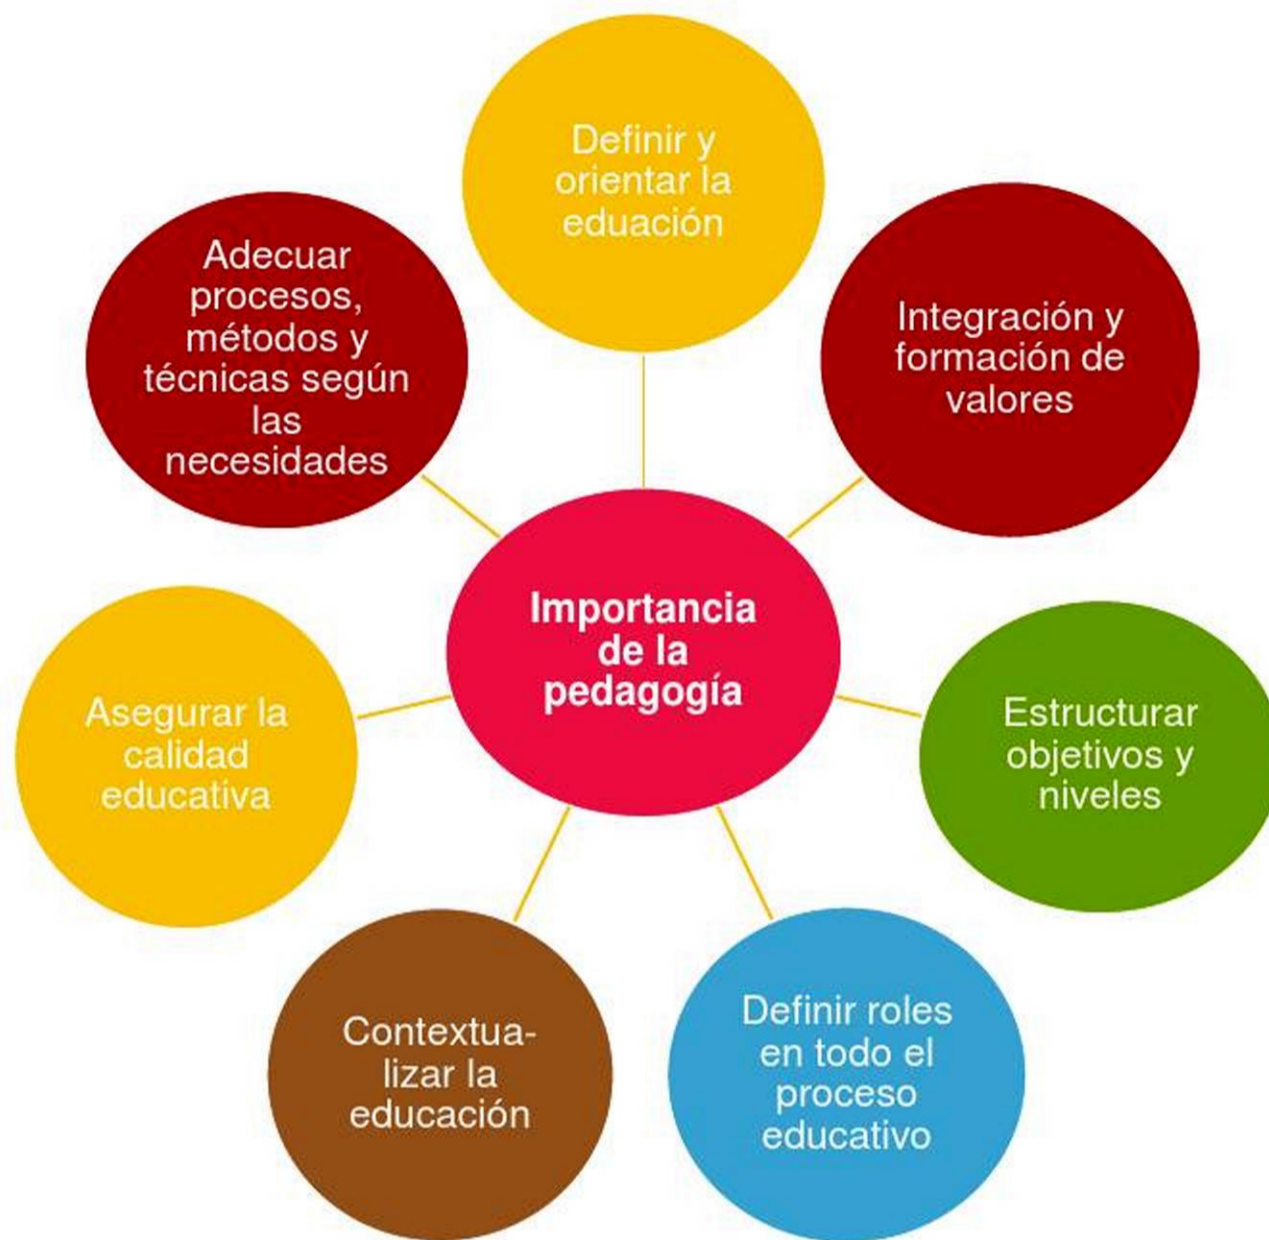 Definir y
orientar la
eduación
Integración y
formación de
valores
Estructurar
objetivos y
niveles
Definir roles
en todo el
proceso
educativo
Contextua-
lizar la
educación
Asegurar la
calidad
educativa
Adecuar
procesos,
métodos y
técnicas según
las
necesidades
Importancia
de la
pedagogía